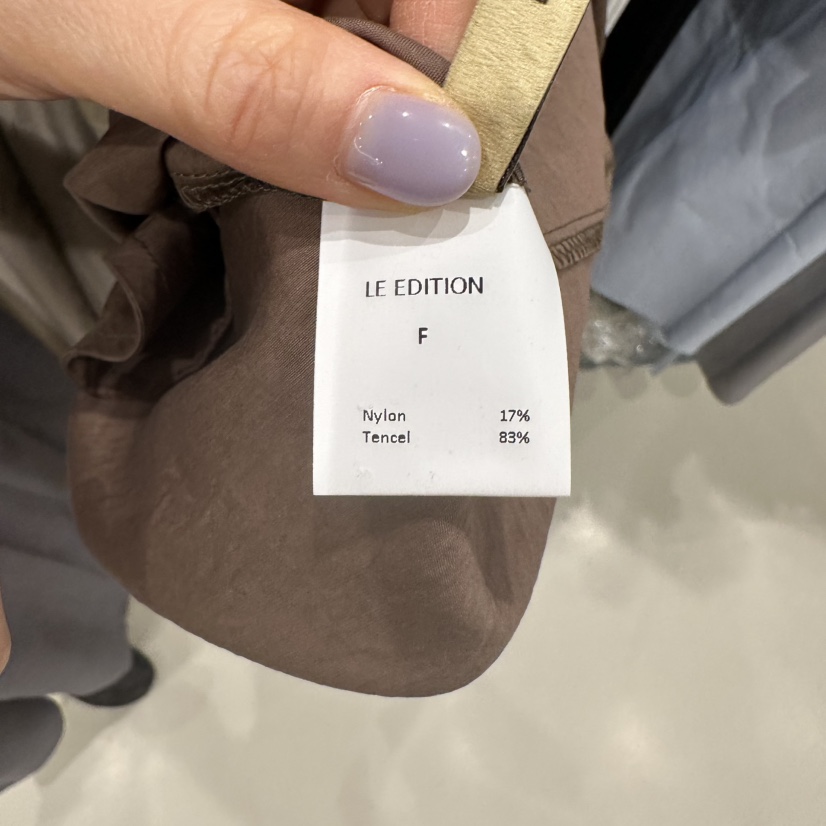 LE EDITION
F
Nylon 17%
Tencel 83%